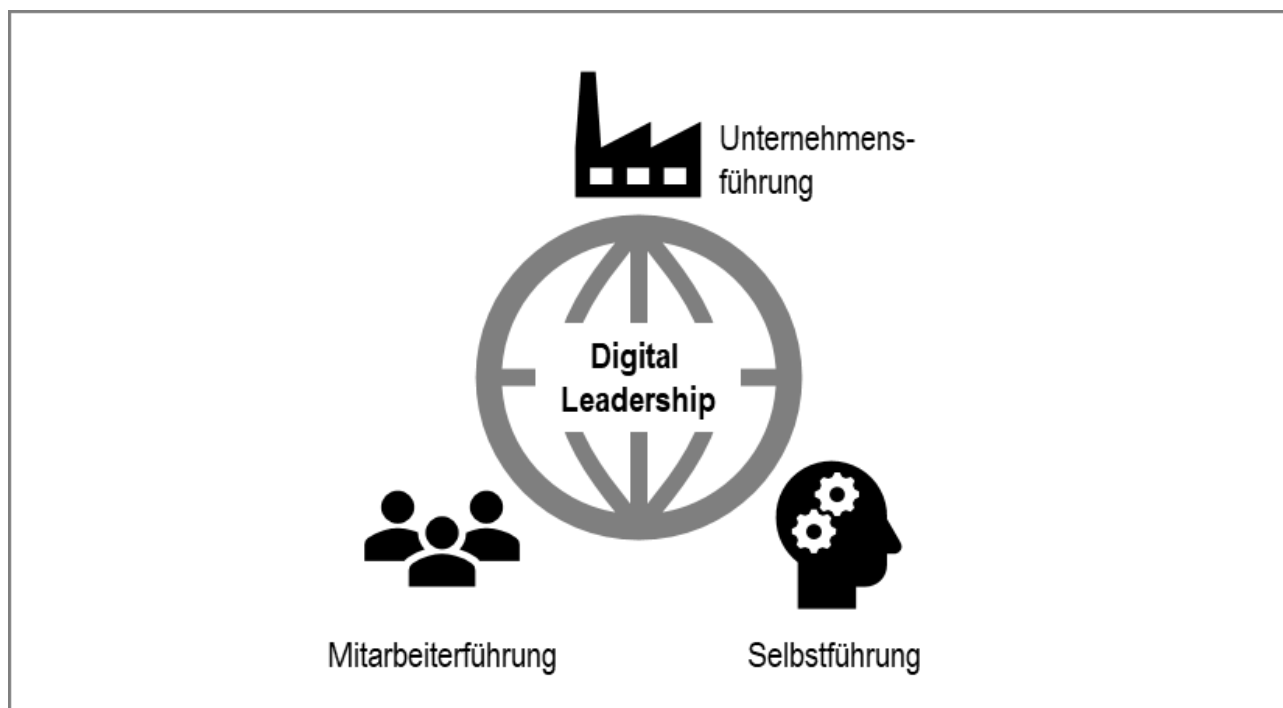 Unternehmens-
führung
Digital
Leadership
Mitarbeiterführung
Selbstführung